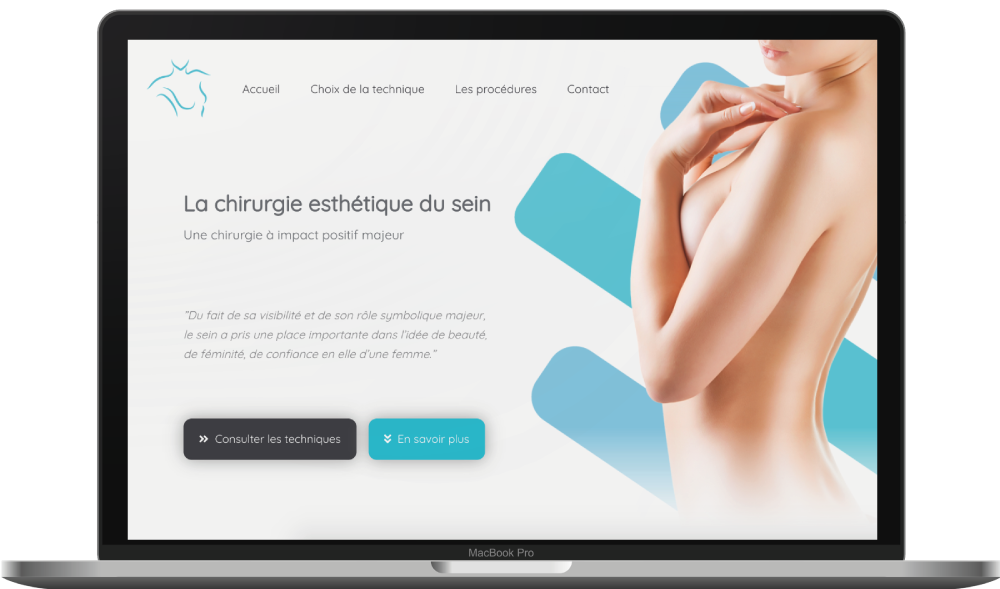 Accueil
Choix de la technique
Les procédures
Contact
La chirurgie esthétique du sein
Une chirurgie à impact positif majeur
"Du fait de sa visibilité et de son rôle symbolique majeur,
le sein a pris une place importante dans l'idée de beauté,
de féminité, de confiance en elle d'une femme."
Consulter les techniques
En savoir plus
MacBook Pro